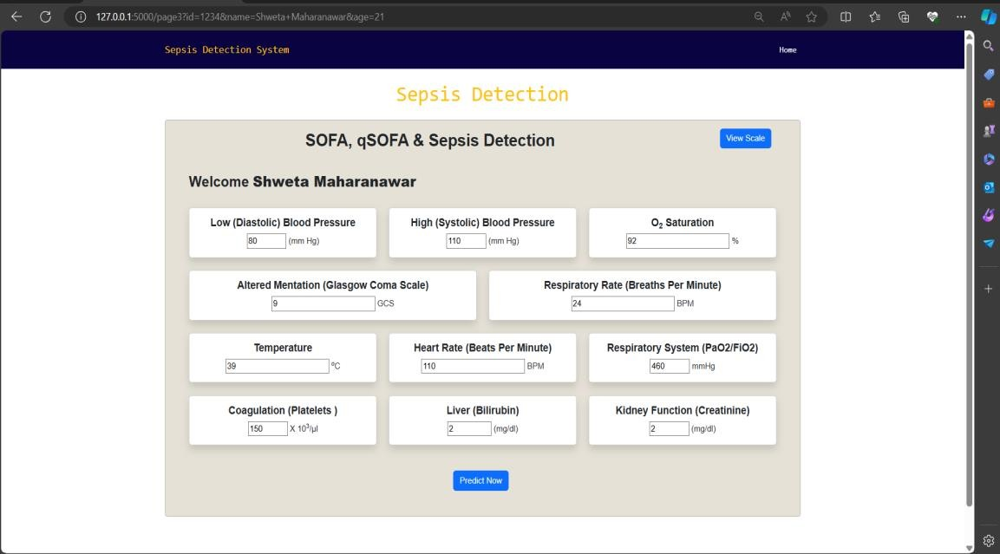 127.0.0.1:5000/page3?id=1234&name=Shweta+Maharanawar&age=21
Sepsis Detection System
Home
Sepsis Detection
SOFA, qSOFA & Sepsis Detection
View Scale
Welcome Shweta Maharanawar
Low (Diastolic) Blood Pressure
80 (mm Hg)
High (Systolic) Blood Pressure
110 (mm Hg)
O₂ Saturation
92 %
Altered Mentation (Glasgow Coma Scale)
9 GCS
Respiratory Rate (Breaths Per Minute)
24 BPM
Temperature
39 °C
Heart Rate (Beats Per Minute)
110 BPM
Respiratory System (PaO2/FiO2)
460 mmHg
Coagulation (Platelets )
150 X 10³/µl
Liver (Bilirubin)
2 (mg/dl)
Kidney Function (Creatinine)
2 (mg/dl)
Predict Now